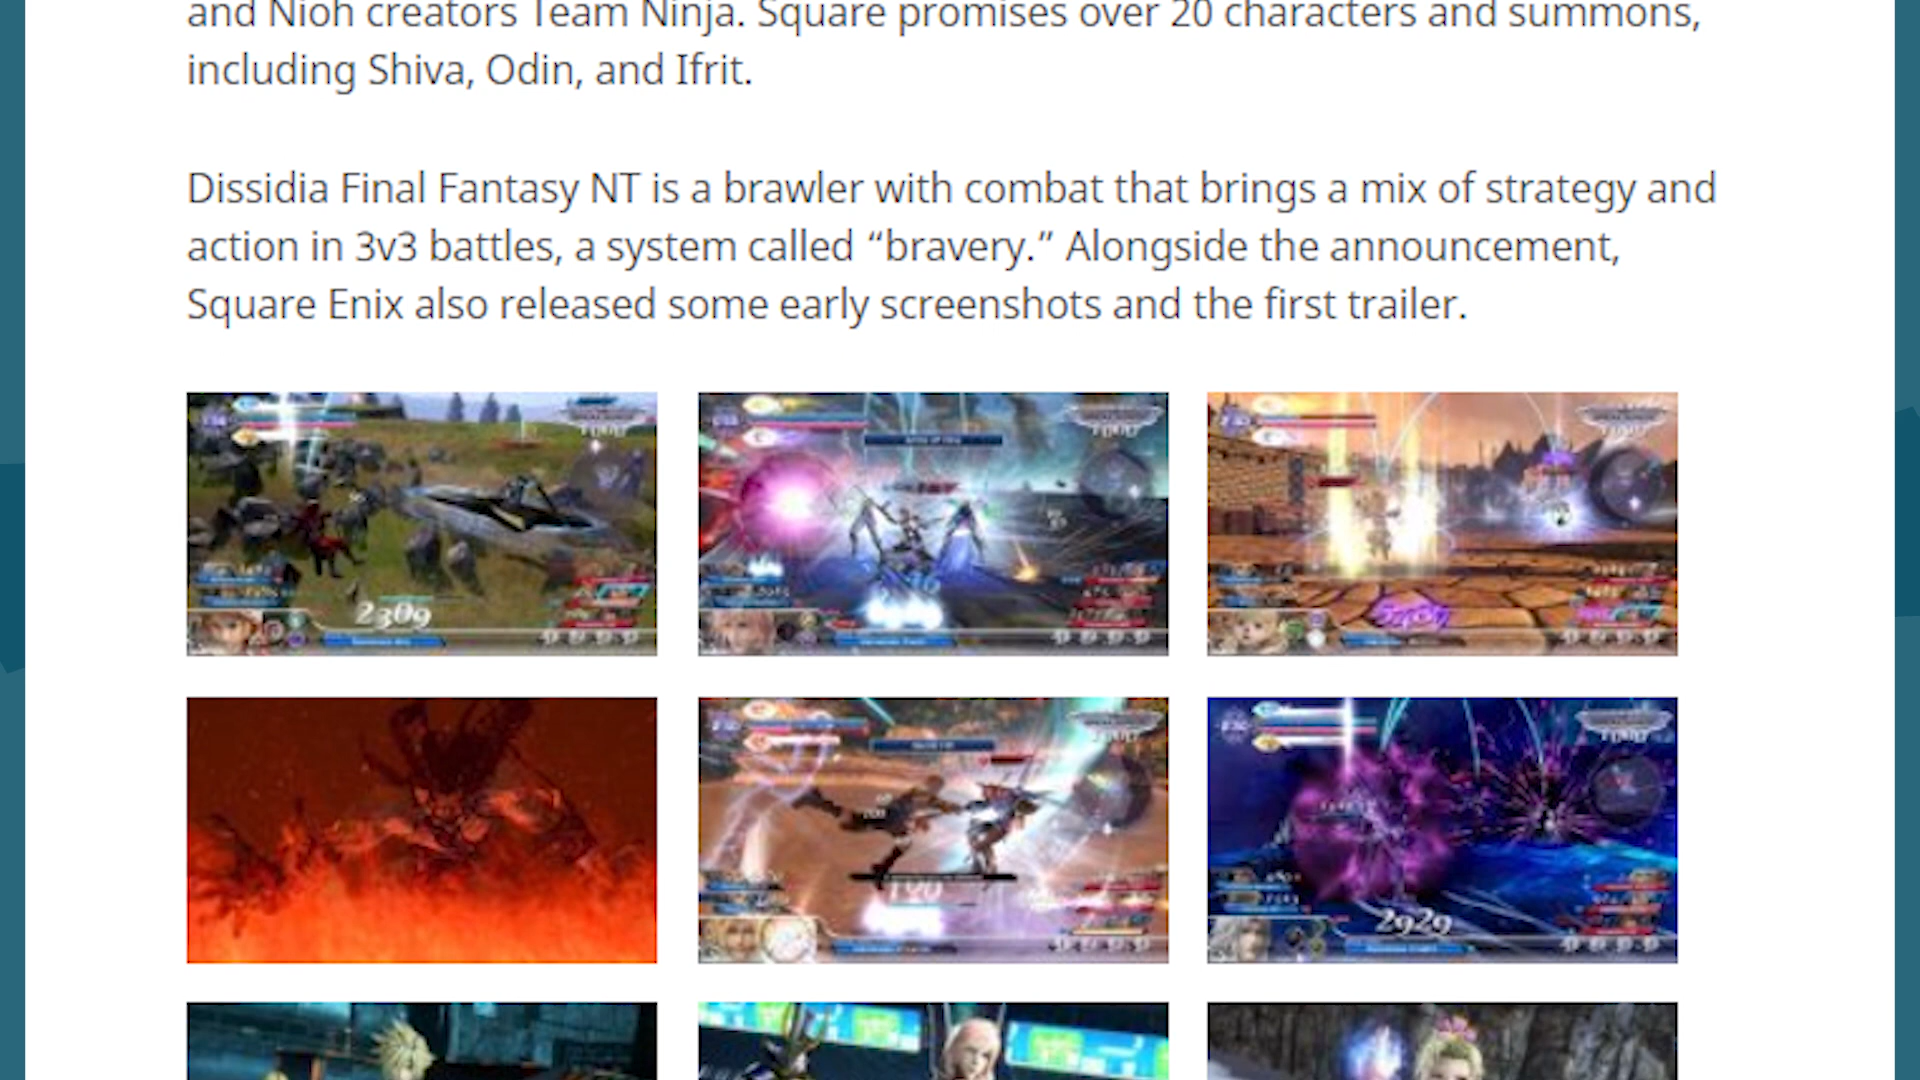 and Nioh creators Team Ninja. Square promises over 20 characters and summons,
including Shiva, Odin, and Ifrit.
Dissidia Final Fantasy NT is a brawler with combat that brings a mix of strategy and
action in 3v3 battles, a system called “bravery.” Alongside the announcement,
Square Enix also released some early screenshots and the first trailer.
2309
2929